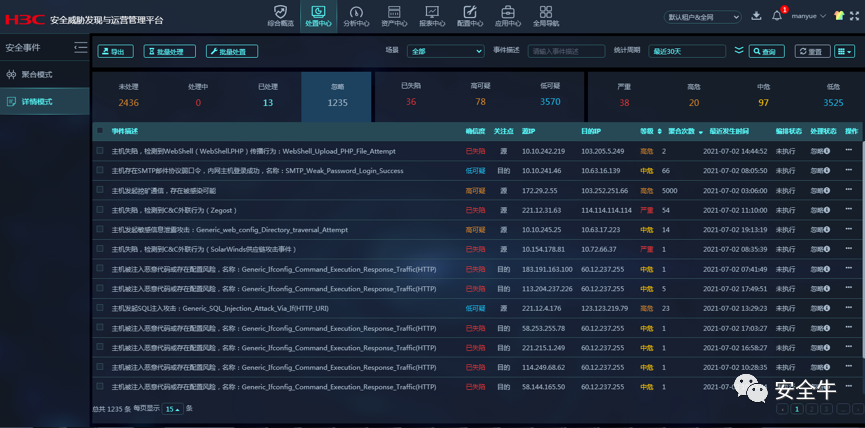 H3C 安全威胁发现与运营管理平台
综合概览 处置中心 分析中心 资产中心 报表中心 配置中心 应用中心 全局导航
默认租户&全网 1 manyue
安全事件
聚合模式
详情模式
导出 批量处理 批量处置 场景 全部 事件描述 请输入事件描述 统计周期 最近30天 查询 重置
未处理 处理中 已处理 忽略 已失陷 高可疑 低可疑 严重 高危 中危 低危
2436 0 13 1235 36 78 3570 38 20 97 3525
事件描述 确信度 关注点 源IP 目的IP 等级 聚合次数 最近发生时间 编排状态 处理状态 操作
主机失陷，检测到WebShell（WebShell.PHP）传播行为：WebShell_Upload_PHP_File_Attempt 已失陷 源 10.10.242.219 103.205.5.249 高危 2 2021-07-02 14:44:52 未执行 忽略
主机存在SMTP邮件协议弱口令，内网主机登录成功，名称：SMTP_Weak_Password_Login_Success 低可疑 目的 10.10.241.46 10.63.16.139 中危 66 2021-07-02 08:05:50 未执行 忽略
主机发起挖矿通信，存在被感染可能 高可疑 源 172.29.2.55 103.252.251.66 高危 5000 2021-07-02 03:06:00 未执行 忽略
主机失陷，检测到C&C外联行为（Zegost） 已失陷 源 221.12.31.63 114.114.114.114 严重 54 2021-07-02 11:10:00 未执行 忽略
主机发起敏感信息泄露攻击：Generic_web_config_Directory_traversal_Attempt 高可疑 源 10.10.245.25 10.63.17.223 中危 14 2021-07-02 19:13:19 未执行 忽略
主机失陷，检测到C&C外联行为（SolarWinds供应链攻击事件） 已失陷 源 10.154.178.81 10.72.66.37 严重 1 2021-07-02 08:35:39 未执行 忽略
主机被注入恶意代码或存在配置风险，名称：Generic_Ifconfig_Command_Execution_Response_Traffic(HTTP) 已失陷 目的 183.191.163.100 60.12.237.255 中危 1 2021-07-02 07:41:49 未执行 忽略
主机被注入恶意代码或存在配置风险，名称：Generic_Ifconfig_Command_Execution_Response_Traffic(HTTP) 已失陷 目的 113.204.237.226 60.12.237.255 中危 5 2021-07-02 17:49:51 未执行 忽略
主机发起SQL注入攻击：Generic_SQL_Injection_Attack_Via_If(HTTP_URI) 低可疑 源 221.12.4.176 123.123.219.79 高危 23 2021-07-02 13:29:23 未执行 忽略
主机被注入恶意代码或存在配置风险，名称：Generic_Ifconfig_Command_Execution_Response_Traffic(HTTP) 已失陷 目的 58.253.255.78 60.12.237.255 中危 1 2021-07-02 17:03:27 未执行 忽略
主机被注入恶意代码或存在配置风险，名称：Generic_Ifconfig_Command_Execution_Response_Traffic(HTTP) 已失陷 目的 221.215.1.249 60.12.237.255 中危 1 2021-07-02 16:58:27 未执行 忽略
主机被注入恶意代码或存在配置风险，名称：Generic_Ifconfig_Command_Execution_Response_Traffic(HTTP) 已失陷 目的 114.249.68.62 60.12.237.255 中危 1 2021-07-02 10:28:35 未执行 忽略
主机被注入恶意代码或存在配置风险，名称：Generic_Ifconfig_Command_Execution_Response_Traffic(HTTP) 已失陷 目的 58.144.165.50 60.12.237.255 中危 1 2021-07-02
安全牛
总共 1235 条 每页显示 15 条 1 2 3 ...